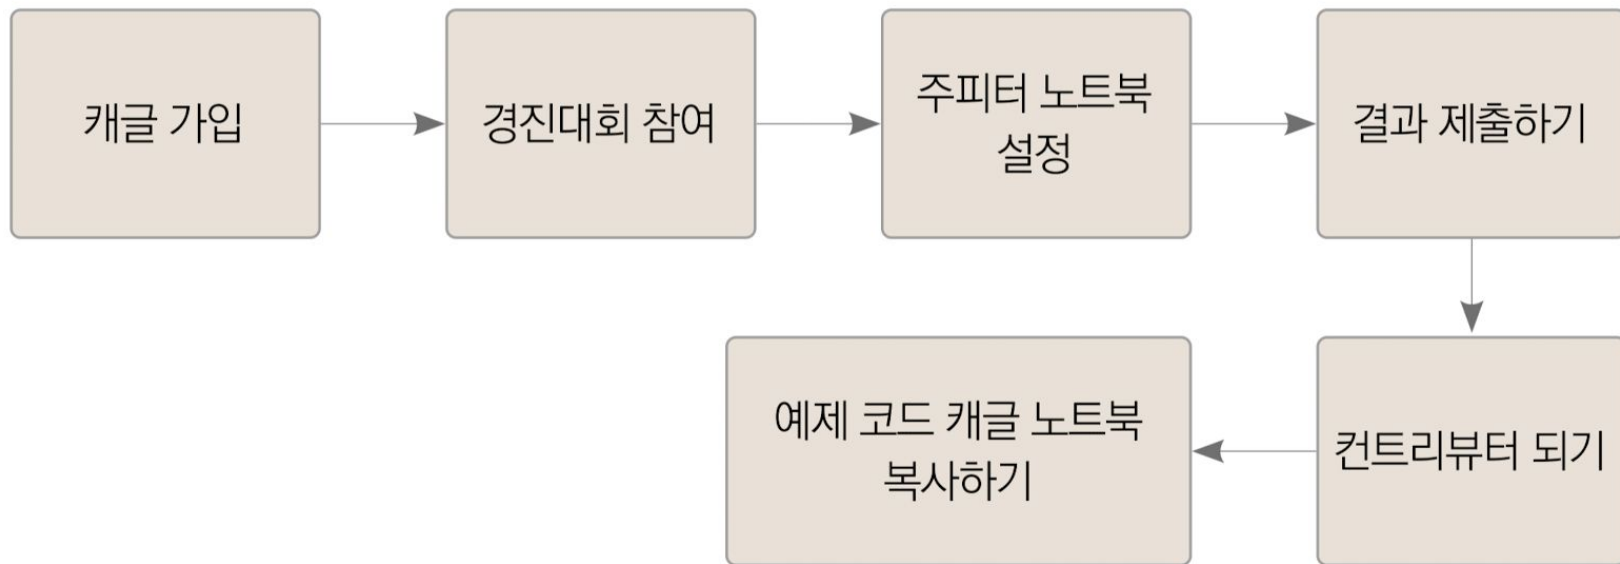 캐글 가입
경진대회 참여
주피터 노트북
설정
결과 제출하기
컨트리뷰터 되기
예제 코드 캐글 노트북
복사하기